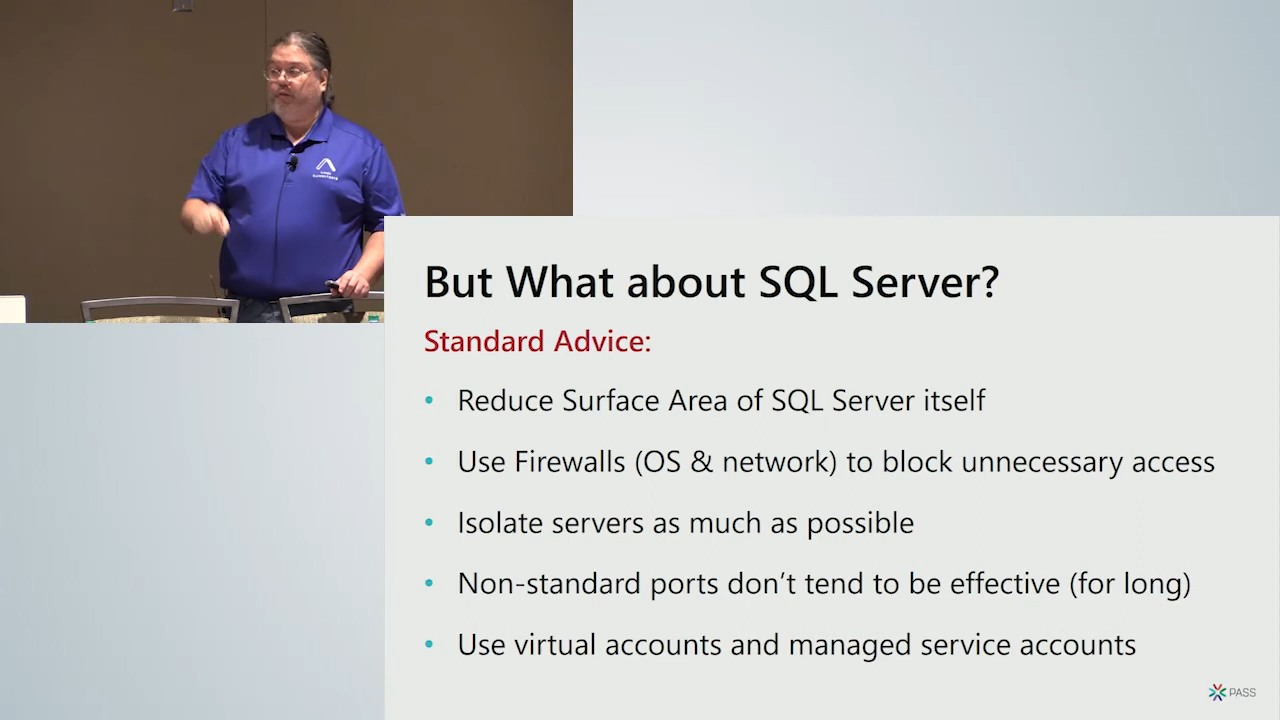 But What about SQL Server?
Standard Advice:
• Reduce Surface Area of SQL Server itself
• Use Firewalls (OS & network) to block unnecessary access
• Isolate servers as much as possible
• Non-standard ports don’t tend to be effective (for long)
• Use virtual accounts and managed service accounts
PASS